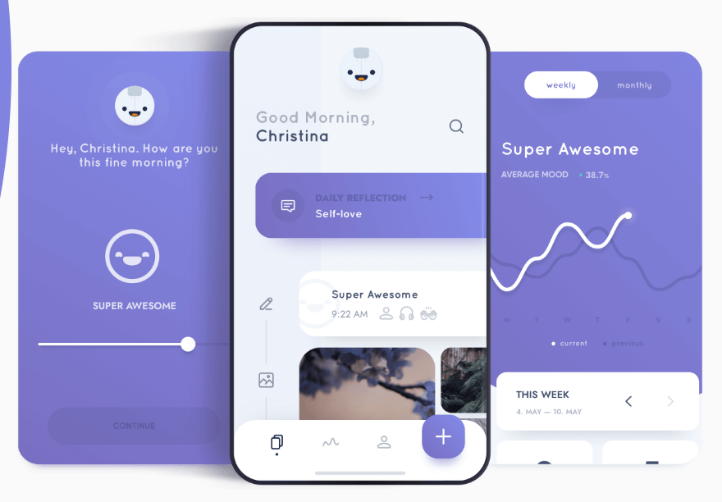 Hey, Christina. How are you
this fine morning?
SUPER AWESOME
CONTINUE
Good Morning,
Christina
DAILY REFLECTION
Self-love
Super Awesome
9:22 AM
weekly
monthly
Super Awesome
AVERAGE MOOD
38.7%
M T W T F S S
current
previous
THIS WEEK
4. MAY — 10. MAY